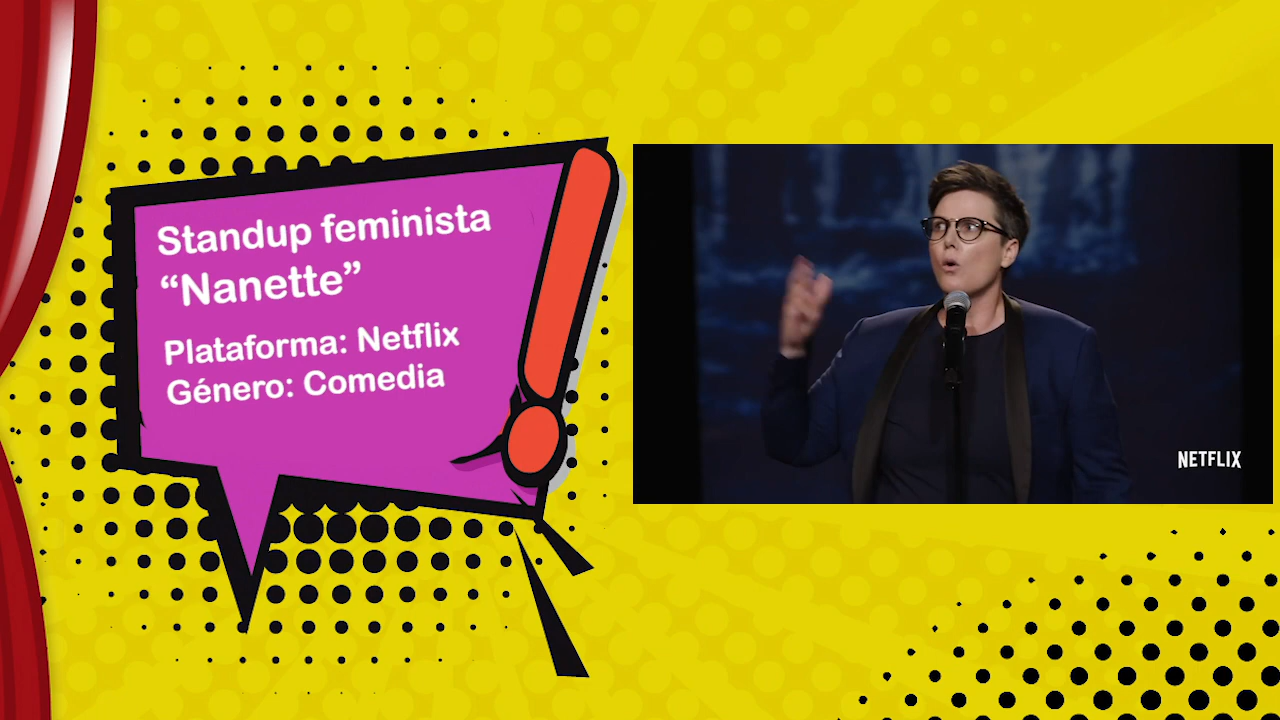 Standup feminista
“Nanette”
Plataforma: Netflix
Género: Comedia
NETFLIX